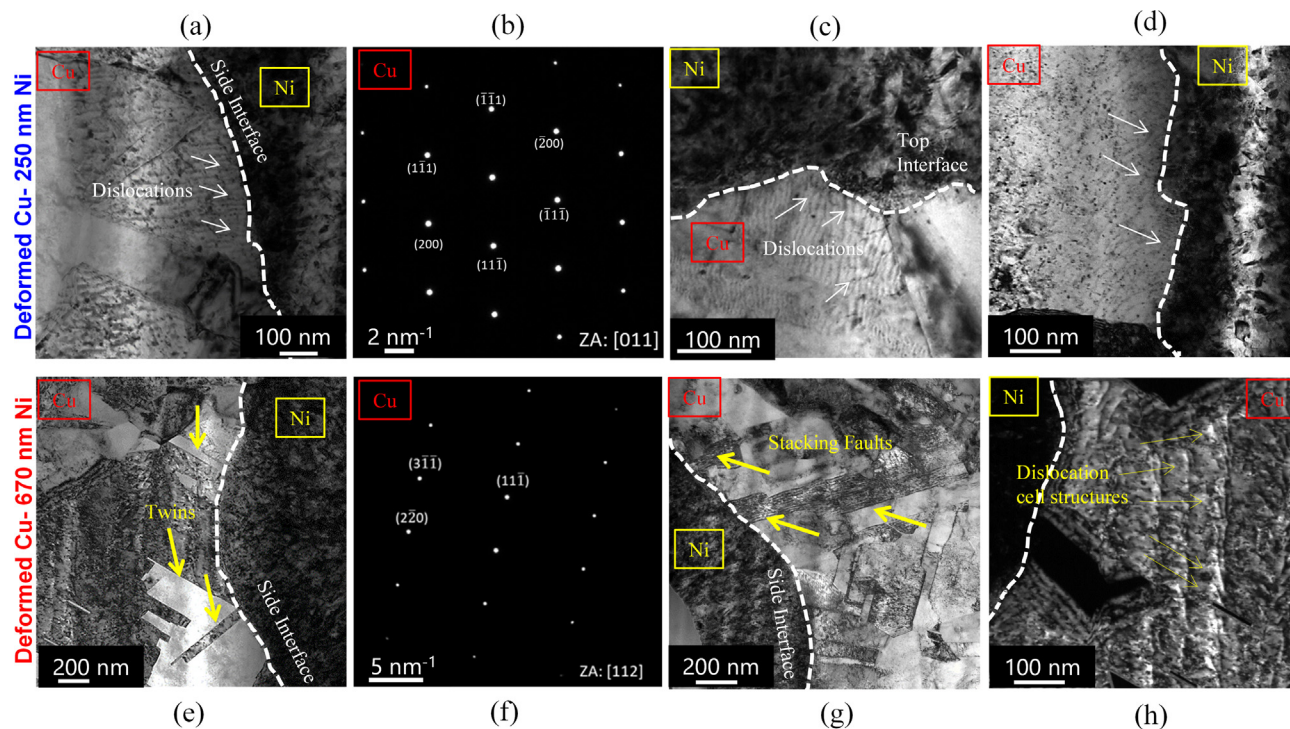 (a)
(b)
(c)
(d)
Deformed Cu- 250 nm Ni
Cu
Side Interface
Ni
Dislocations
100 nm
Cu
(1̅1̅1)
(2̅00)
(11̅1)
(1̅11̅)
(200)
(111̅)
2 nm⁻¹
ZA: [011]
Ni
Top
Interface
Cu
Dislocations
100 nm
Cu
Ni
100 nm
Deformed Cu- 670 nm Ni
Cu
Ni
Twins
Side Interface
200 nm
Cu
(31̅1̅)
(111̅)
(22̅0)
5 nm⁻¹
ZA: [112]
Cu
Stacking Faults
Ni
Side Interface
200 nm
Ni
Cu
Dislocation
cell structures
100 nm
(e)
(f)
(g)
(h)